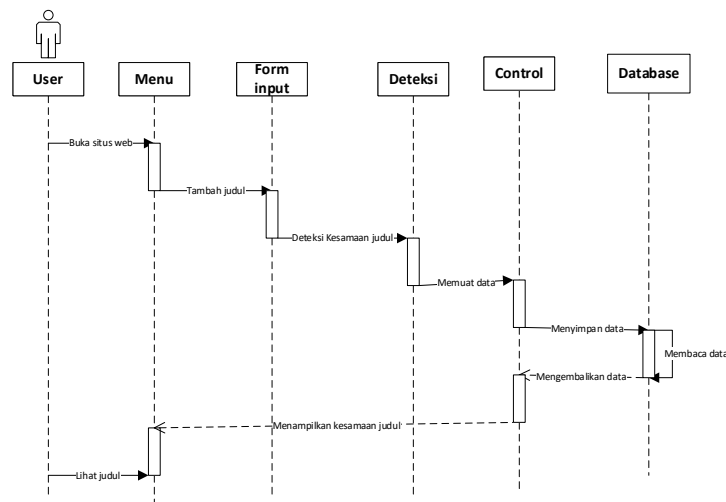 User
Menu
Form
input
Deteksi
Control
Database
Buka situs web
Tambah judul
Deteksi Kesamaan judul
Memuat data
Menyimpan data
Membaca data
Mengembalikan data
Menampilkan kesamaan judul
Lihat judul